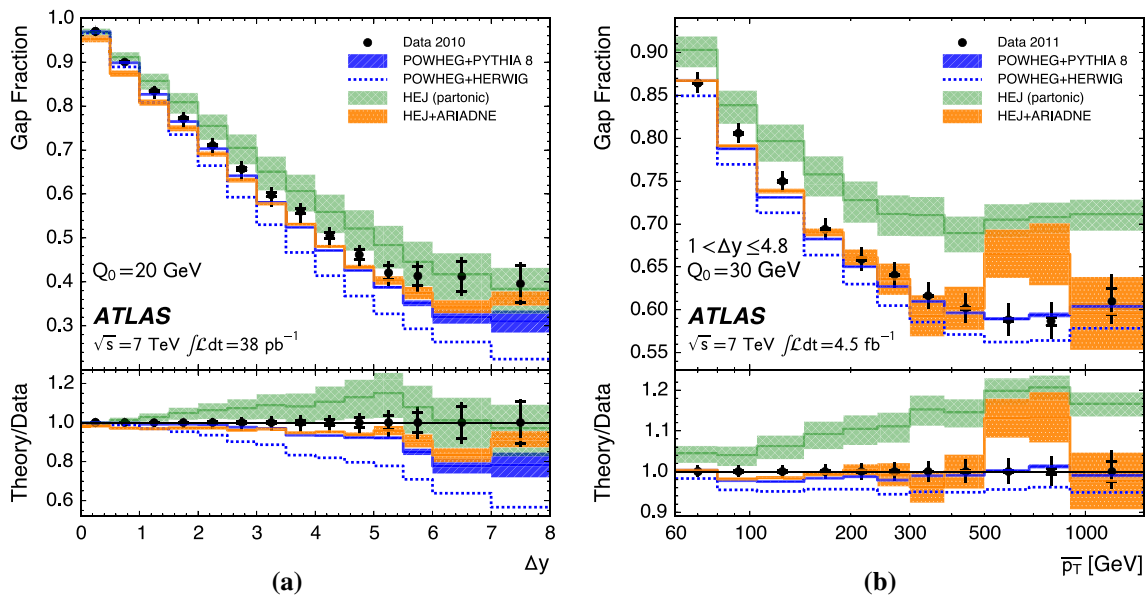 Gap Fraction
1.0
0.9
0.8
0.7
0.6
0.5
0.4
0.3
Data 2010
POWHEG+PYTHIA 8
POWHEG+HERWIG
HEJ (partonic)
HEJ+ARIADNE
Q₀=20 GeV
ATLAS
√s=7 TeV ∫ℒdt=38 pb⁻¹
Theory/Data
1.2
1.0
0.8
0.6
0 1 2 3 4 5 6 7 8
Δy
(a)
Gap Fraction
0.90
0.85
0.80
0.75
0.70
0.65
0.60
0.55
Data 2011
POWHEG+PYTHIA 8
POWHEG+HERWIG
HEJ (partonic)
HEJ+ARIADNE
1<Δy≤4.8
Q₀=30 GeV
ATLAS
√s=7 TeV ∫ℒdt=4.5 fb⁻¹
Theory/Data
1.2
1.1
1.0
0.9
60 100 200 300 500 1000
p̅T̅ [GeV]
(b)